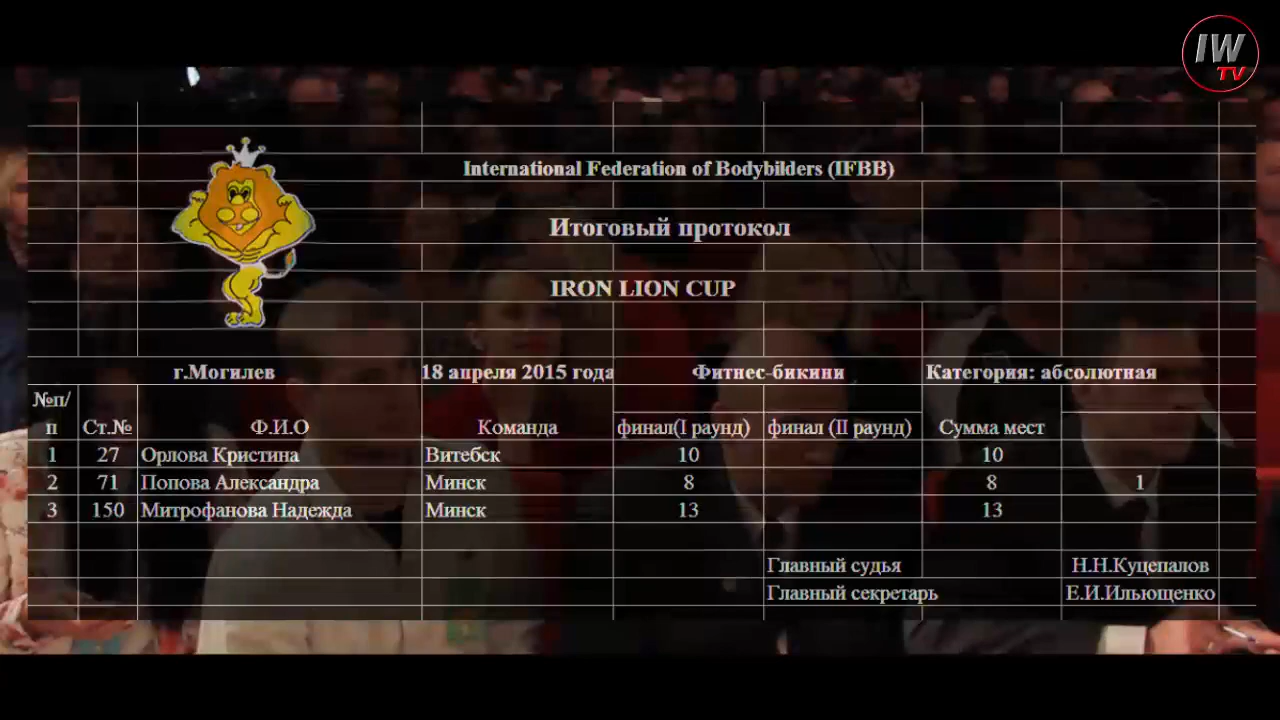 IW
TV
International Federation of Bodybilders (IFBB)
Итоговый протокол
IRON LION CUP
г.Могилев 18 апреля 2015 года Фитнес-бикини Категория: абсолютная
№п/п Ст.№ Ф.И.О Команда финал(I раунд) финал (II раунд) Сумма мест
1 27 Орлова Кристина Витебск 10 10
2 71 Попова Александра Минск 8 8 1
3 150 Митрофанова Надежда Минск 13 13
Главный судья Н.Н.Куцепалов
Главный секретарь Е.И.Ильющенко